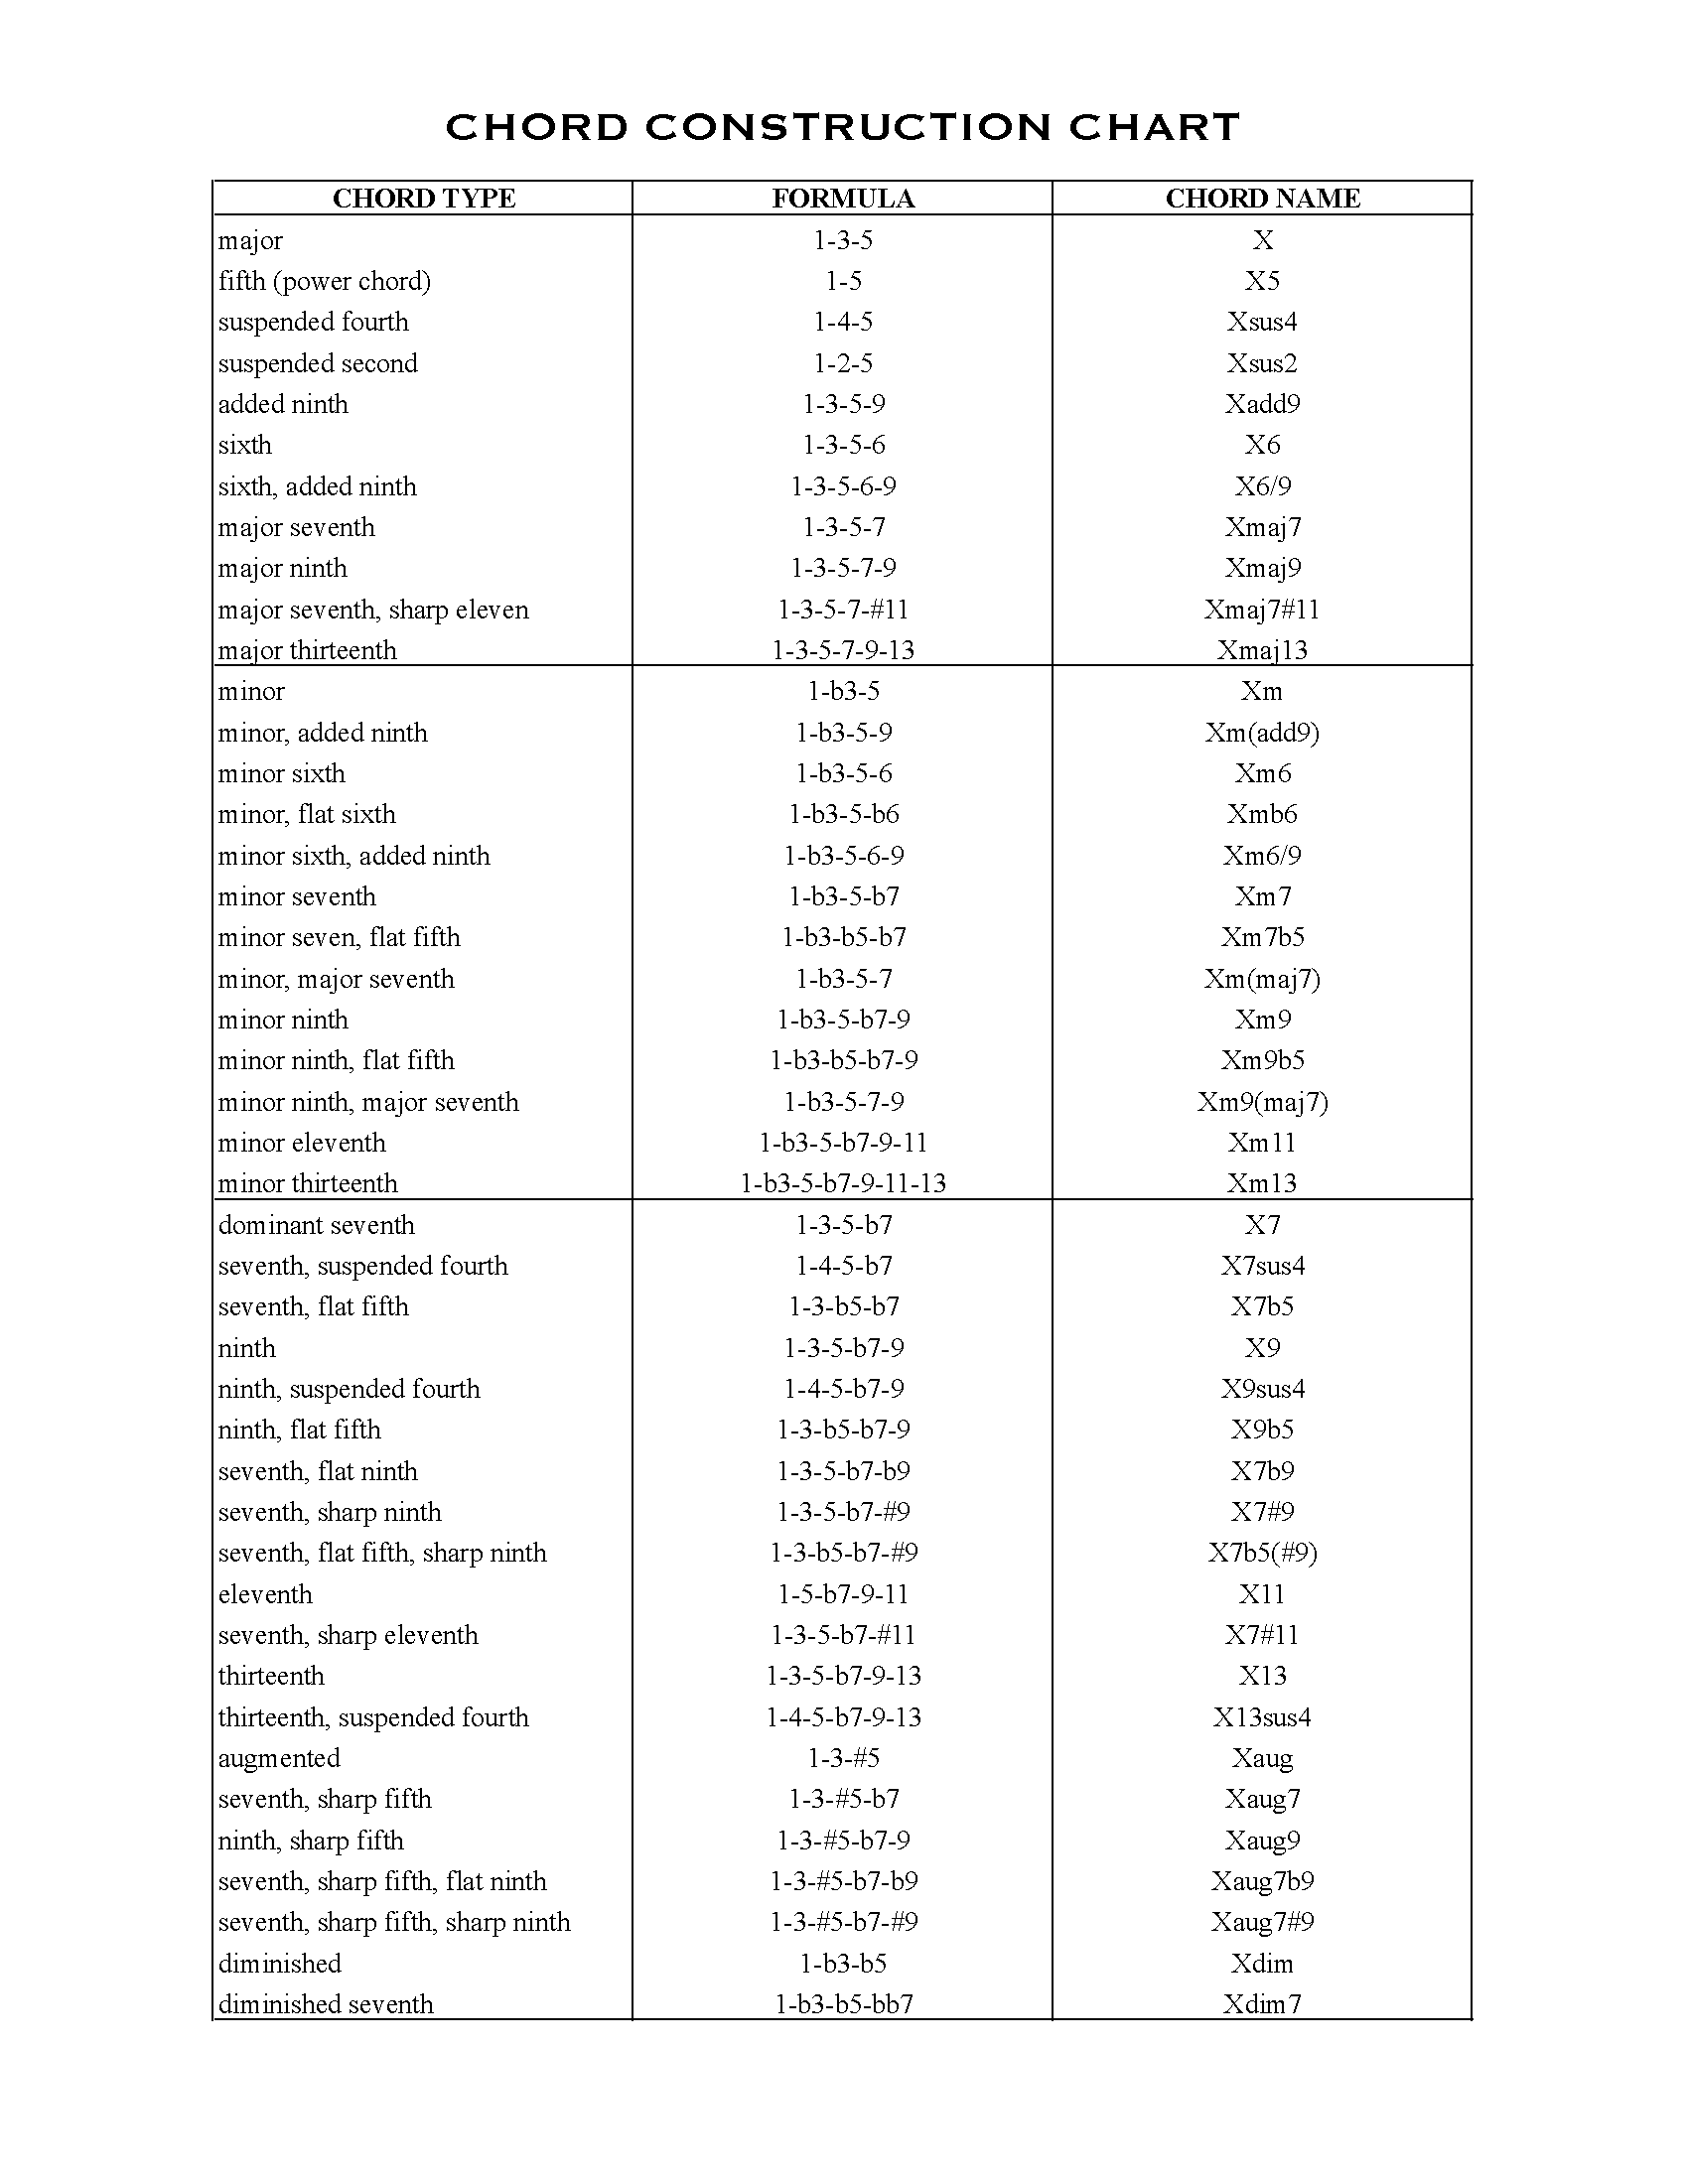 CHORD CONSTRUCTION CHART
CHORD TYPE FORMULA CHORD NAME
major 1-3-5 X
fifth (power chord) 1-5 X5
suspended fourth 1-4-5 Xsus4
suspended second 1-2-5 Xsus2
added ninth 1-3-5-9 Xadd9
sixth 1-3-5-6 X6
sixth, added ninth 1-3-5-6-9 X6/9
major seventh 1-3-5-7 Xmaj7
major ninth 1-3-5-7-9 Xmaj9
major seventh, sharp eleven 1-3-5-7-#11 Xmaj7#11
major thirteenth 1-3-5-7-9-13 Xmaj13
minor 1-b3-5 Xm
minor, added ninth 1-b3-5-9 Xm(add9)
minor sixth 1-b3-5-6 Xm6
minor, flat sixth 1-b3-5-b6 Xmb6
minor sixth, added ninth 1-b3-5-6-9 Xm6/9
minor seventh 1-b3-5-b7 Xm7
minor seven, flat fifth 1-b3-b5-b7 Xm7b5
minor, major seventh 1-b3-5-7 Xm(maj7)
minor ninth 1-b3-5-b7-9 Xm9
minor ninth, flat fifth 1-b3-b5-b7-9 Xm9b5
minor ninth, major seventh 1-b3-5-7-9 Xm9(maj7)
minor eleventh 1-b3-5-b7-9-11 Xm11
minor thirteenth 1-b3-5-b7-9-11-13 Xm13
dominant seventh 1-3-5-b7 X7
seventh, suspended fourth 1-4-5-b7 X7sus4
seventh, flat fifth 1-3-b5-b7 X7b5
ninth 1-3-5-b7-9 X9
ninth, suspended fourth 1-4-5-b7-9 X9sus4
ninth, flat fifth 1-3-b5-b7-9 X9b5
seventh, flat ninth 1-3-5-b7-b9 X7b9
seventh, sharp ninth 1-3-5-b7-#9 X7#9
seventh, flat fifth, sharp ninth 1-3-b5-b7-#9 X7b5(#9)
eleventh 1-5-b7-9-11 X11
seventh, sharp eleventh 1-3-5-b7-#11 X7#11
thirteenth 1-3-5-b7-9-13 X13
thirteenth, suspended fourth 1-4-5-b7-9-13 X13sus4
augmented 1-3-#5 Xaug
seventh, sharp fifth 1-3-#5-b7 Xaug7
ninth, sharp fifth 1-3-#5-b7-9 Xaug9
seventh, sharp fifth, flat ninth 1-3-#5-b7-b9 Xaug7b9
seventh, sharp fifth, sharp ninth 1-3-#5-b7-#9 Xaug7#9
diminished 1-b3-b5 Xdim
diminished seventh 1-b3-b5-bb7 Xdim7